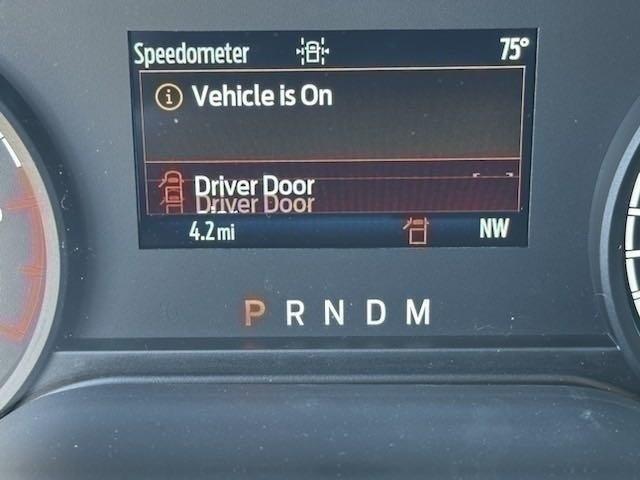 Speedometer 75°
Vehicle is On
Driver Door
Driver Door
4.2 mi NW
P R N D M